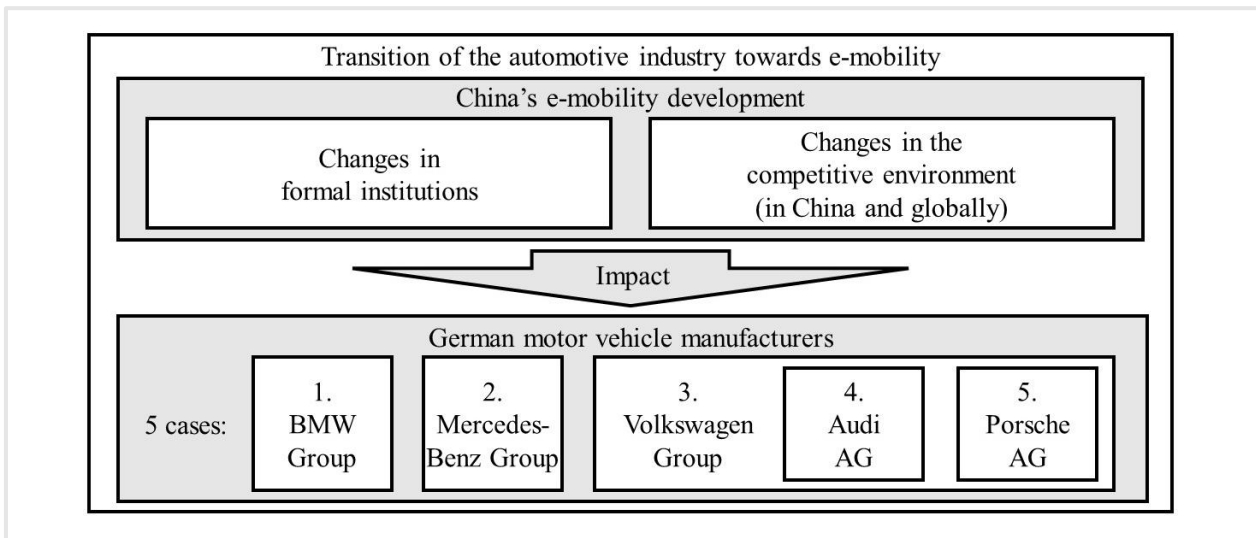 Transition of the automotive industry towards e-mobility
China's e-mobility development
Changes in
formal institutions
Changes in the
competitive environment
(in China and globally)
Impact
German motor vehicle manufacturers
5 cases:
1.
BMW
Group
2.
Mercedes-
Benz Group
3.
Volkswagen
Group
4.
Audi
AG
5.
Porsche
AG